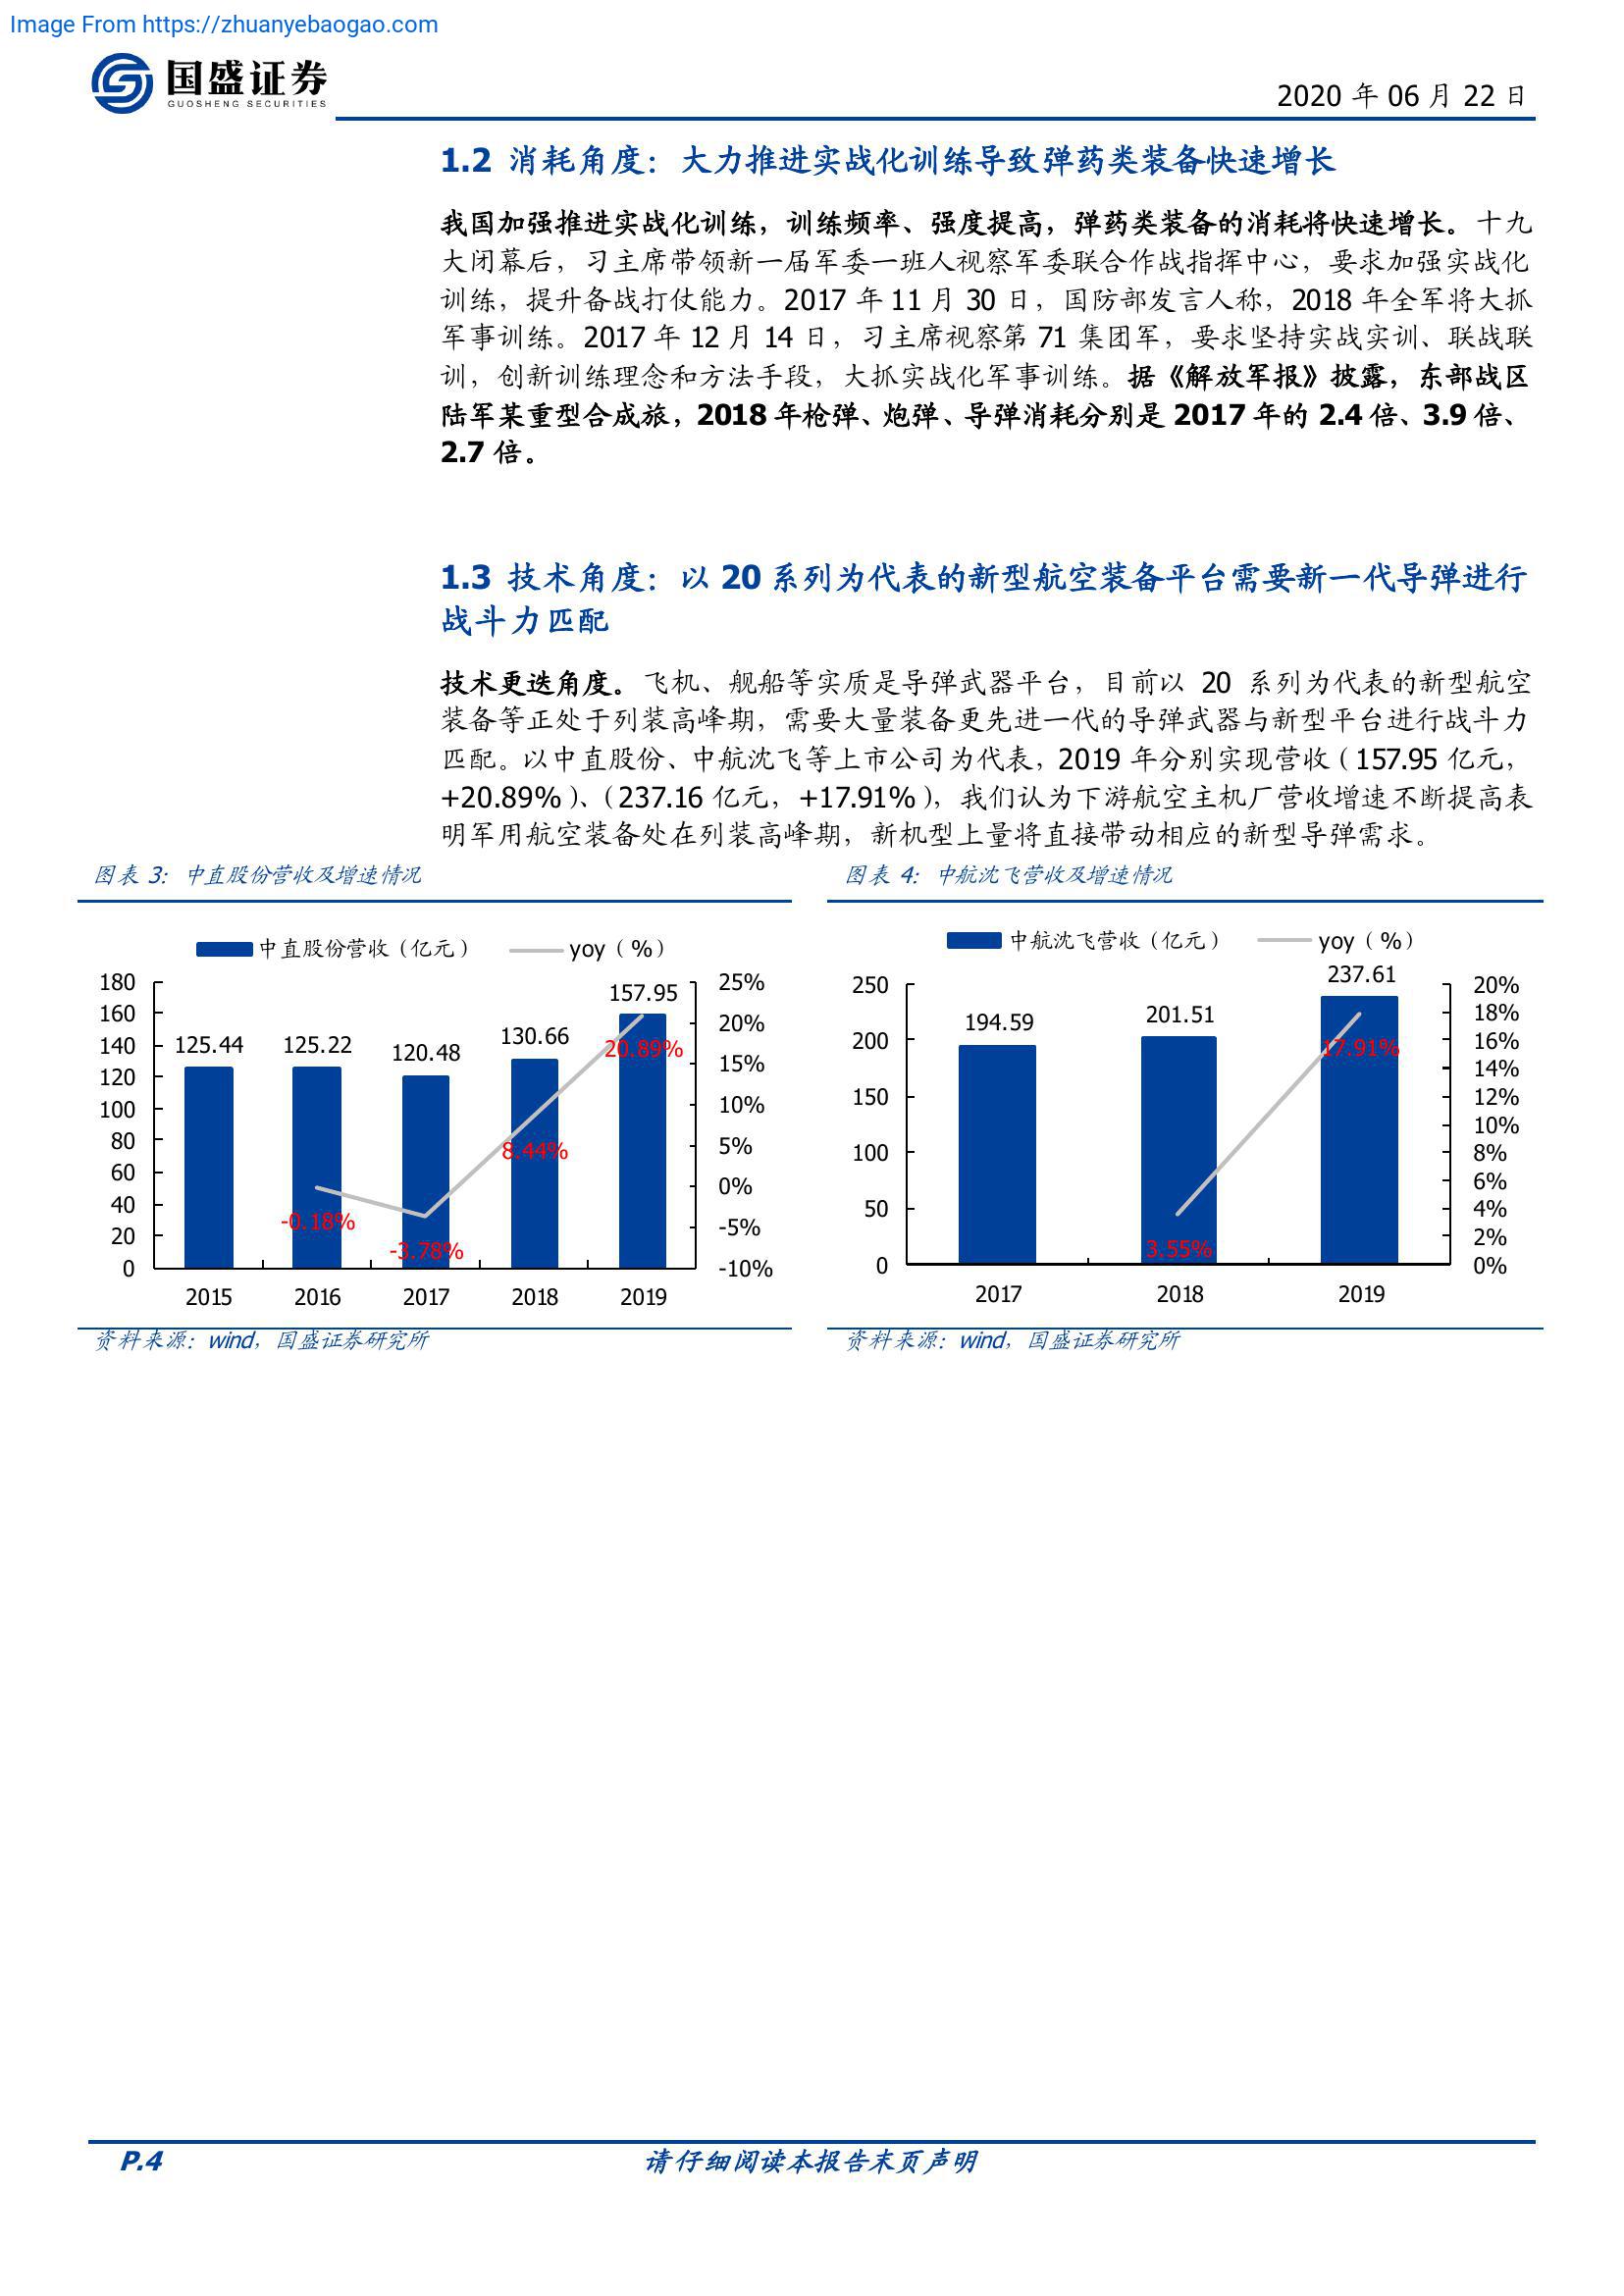 Image From https://zhuanyebaogao.com
国盛证券
GUOSHENG SECURITIES
2020 年 06 月 22 日
1.2 消耗角度：大力推进实战化训练导致弹药类装备快速增长
我国加强推进实战化训练，训练频率、强度提高，弹药类装备的消耗将快速增长。十九
大闭幕后，习主席带领新一届军委一班人视察军委联合作战指挥中心，要求加强实战化
训练，提升备战打仗能力。2017 年 11 月 30 日，国防部发言人称，2018 年全军将大抓
军事训练。2017 年 12 月 14 日，习主席视察第 71 集团军，要求坚持实战实训、联战联
训，创新训练理念和方法手段，大抓实战化军事训练。据《解放军报》披露，东部战区
陆军某重型合成旅，2018 年枪弹、炮弹、导弹消耗分别是 2017 年的 2.4 倍、3.9 倍、
2.7 倍。
1.3 技术角度：以 20 系列为代表的新型航空装备平台需要新一代导弹进行
战斗力匹配
技术更迭角度。飞机、舰船等实质是导弹武器平台，目前以 20 系列为代表的新型航空
装备等正处于列装高峰期，需要大量装备更先进一代的导弹武器与新型平台进行战斗力
匹配。以中直股份、中航沈飞等上市公司为代表，2019 年分别实现营收（157.95 亿元，
+20.89%）、（237.16 亿元，+17.91%），我们认为下游航空主机厂营收增速不断提高表
明军用航空装备处在列装高峰期，新机型上量将直接带动相应的新型导弹需求。
图表 3：中直股份营收及增速情况
中直股份营收（亿元） yoy（%）
180
160
140
120
100
80
60
40
20
0
125.44
125.22
120.48
130.66
157.95
-0.18%
-3.78%
8.44%
20.89%
25%
20%
15%
10%
5%
0%
-5%
-10%
2015 2016 2017 2018 2019
资料来源：wind，国盛证券研究所
图表 4：中航沈飞营收及增速情况
中航沈飞营收（亿元） yoy（%）
250
200
150
100
50
0
194.59
201.51
237.61
3.55%
17.91%
20%
18%
16%
14%
12%
10%
8%
6%
4%
2%
0%
2017 2018 2019
资料来源：wind，国盛证券研究所
P.4
请仔细阅读本报告末页声明